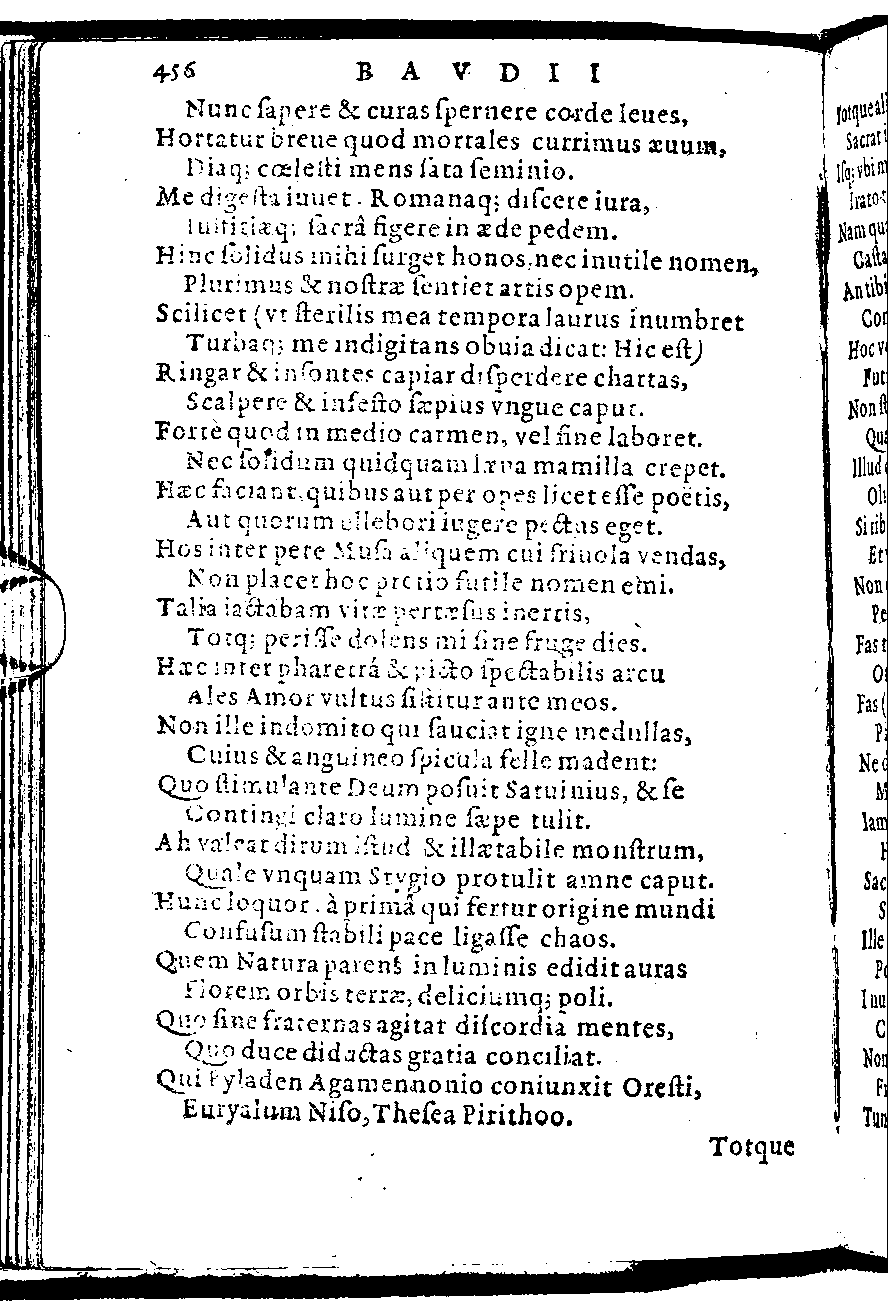 456 BAVDII
Nunc ſapere & curas ſpernere corde leues,
Hortatur breue quod mortales currimus æuum,
Diaq; cœleſti mens ſata ſeminio.
Me digeſta iuuet. Romanaq; diſcere iura,
Iuſtitiæq; ſacrâ figere in æde pedem.
Hinc ſolidus mihi ſurget honos, nec inutile nomen,
Plurimus & noſtræ ſentiet artis opem.
Scilicet (vt ſterilis mea tempora laurus inumbret
Turbaq; me indigitans obuia dicat: Hic eſt)
Ringar & inſontes capiar diſperdere chartas,
Scalpere & infeſto ſæpius vngue caput.
Fortè quod in medio carmen, vel fine laboret.
Nec ſolidum quidquam læua mamilla crepet.
Hæc faciant, quibus aut per opes licet eſſe poëtis,
Aut quorum ellebori iugere pectus eget.
Hos inter pete Muſa aliquem cui friuola vendas,
Non placet hoc pretio futile nomen emi.
Talia iactabam vitæ pertæſus inertis,
Totq; periſſe dolens mi ſine fruge dies.
Hæc inter pharetrâ & picto ſpectabilis arcu
Ales Amor vultus ſiſtitur ante meos.
Non ille indomito qui ſauciat igne medullas,
Cuius & anguineo ſpicula felle madent:
Quo ſtimulante Deum poſuit Saturnius, & ſe
Contingi claro lumine ſæpe tulit.
Ah valeat dirum iſtud & illætabile monſtrum,
Quale vnquam Stygio protulit amne caput.
Hunc loquor. à primâ qui fertur origine mundi
Confuſum ſtabili pace ligaſſe chaos.
Quem Natura parens in luminis edidit auras
Florem orbis terræ, deliciumq; poli.
Quo ſine fraternas agitat diſcordia mentes,
Quo duce diductas gratia conciliat.
Qui Pyladen Agamennonio coniunxit Oreſti,
Euryalum Niſo, Theſea Pirithoo.
Totque